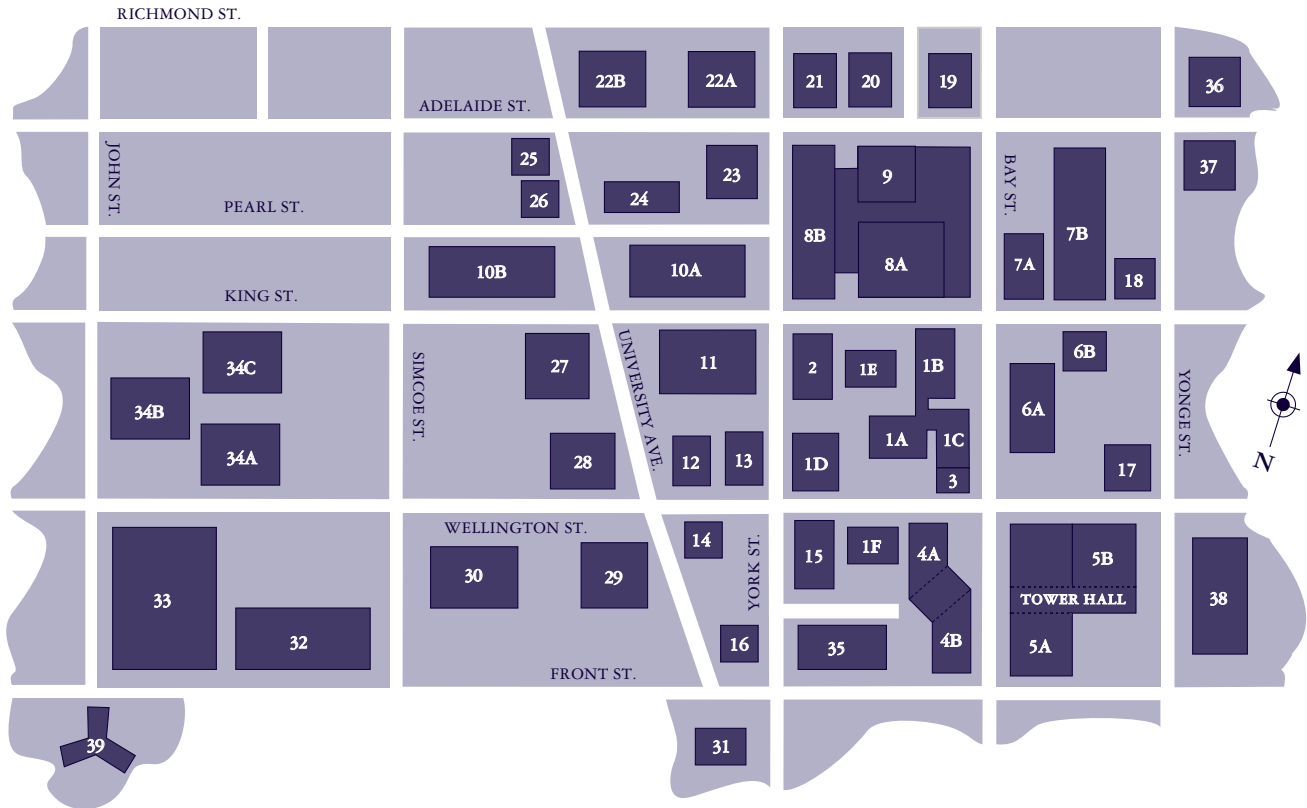 RICHMOND ST.
22B
22A
21
20
19
36
ADELAIDE ST.
JOHN ST.
25
26
24
23
9
BAY ST.
37
PEARL ST.
8B
8A
7A
7B
18
10B
10A
KING ST.
34C
34B
34A
SIMCOE ST.
27
28
UNIVERSITY AVE.
11
12
13
2
1E
1B
1A
1C
1D
3
6B
6A
17
YONGE ST.
N
WELLINGTON ST.
33
32
30
29
14
YORK ST.
16
15
1F
4A
4B
35
5B
TOWER HALL
5A
38
FRONT ST.
39
31